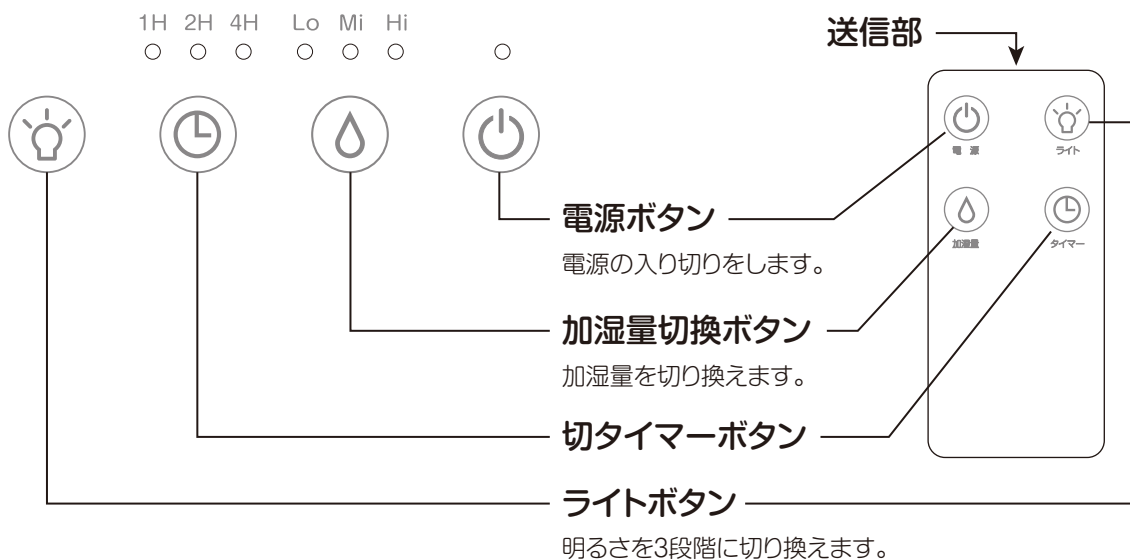 1H 2H 4H Lo Mi Hi
送信部
電源
ライト
加湿量
タイマー
電源ボタン
電源の入り切りをします。
加湿量切換ボタン
加湿量を切り換えます。
切タイマーボタン
ライトボタン
明るさを3段階に切り換えます。